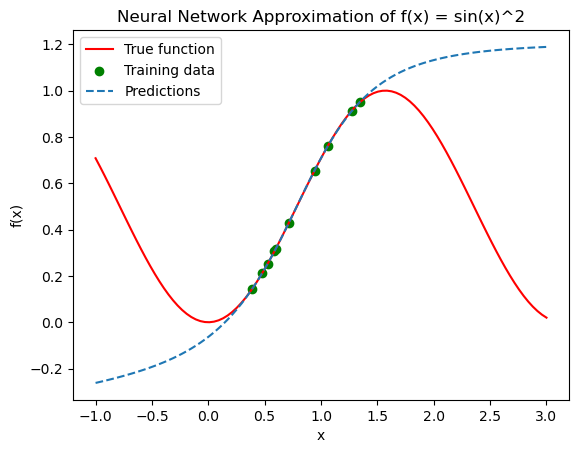 Neural Network Approximation of f(x) = sin(x)^2
True function
Training data
Predictions
f(x)
1.2
1.0
0.8
0.6
0.4
0.2
0.0
−0.2
−1.0 −0.5 0.0 0.5 1.0 1.5 2.0 2.5 3.0
x